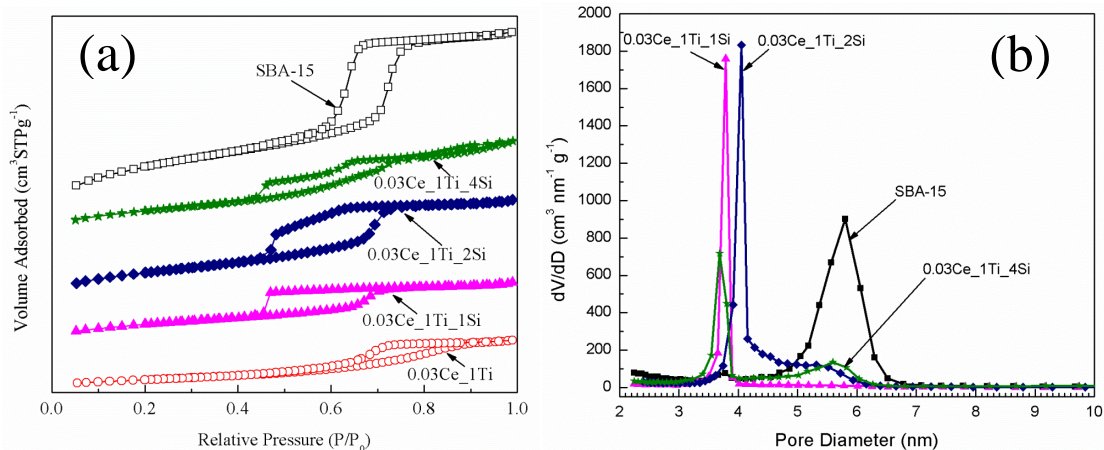 (a)
SBA-15
0.03Ce_1Ti_4Si
0.03Ce_1Ti_2Si
0.03Ce_1Ti_1Si
0.03Ce_1Ti
Volume Adsorbed (cm³STPg⁻¹)
0.0 0.2 0.4 0.6 0.8 1.0
Relative Pressure (P/P₀)
(b)
2000
1800
1600
1400
1200
1000
800
600
400
200
0
0.03Ce_1Ti_1Si
0.03Ce_1Ti_2Si
SBA-15
0.03Ce_1Ti_4Si
dV/dD (cm³ nm⁻¹ g⁻¹)
2 3 4 5 6 7 8 9 10
Pore Diameter (nm)